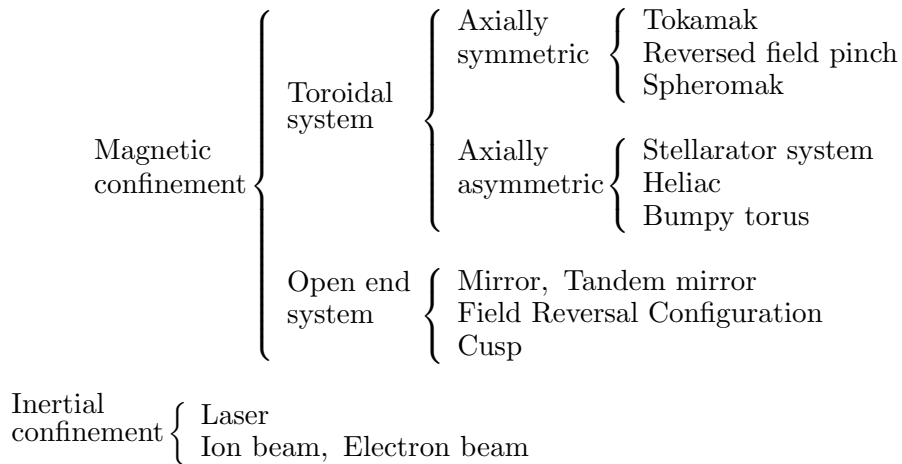 Axially
symmetric
Tokamak
Reversed field pinch
Spheromak
Toroidal
system
Magnetic
confinement
Axially
asymmetric
Stellarator system
Heliac
Bumpy torus
Open end
system
Mirror, Tandem mirror
Field Reversal Configuration
Cusp
Inertial
confinement
Laser
Ion beam, Electron beam